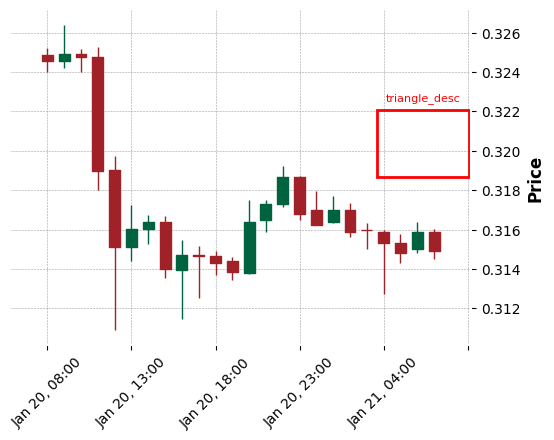 0.326
0.324
triangle_desc
0.322
0.320
0.318
0.316
0.314
0.312
Price
Jan 20, 08:00
Jan 20, 13:00
Jan 20, 18:00
Jan 20, 23:00
Jan 21, 04:00